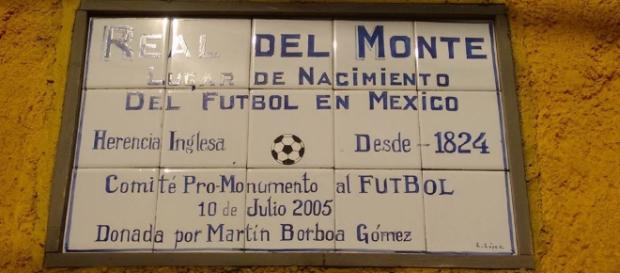 REAL DEL MONTE
LUGAR DE NACIMIENTO
DEL FUTBOL EN MEXICO
Herencia Inglesa Desde - 1824
Comité Pro-Monumento al FUTBOL
10 de Julio 2005
Donada por Martín Borboa Gómez